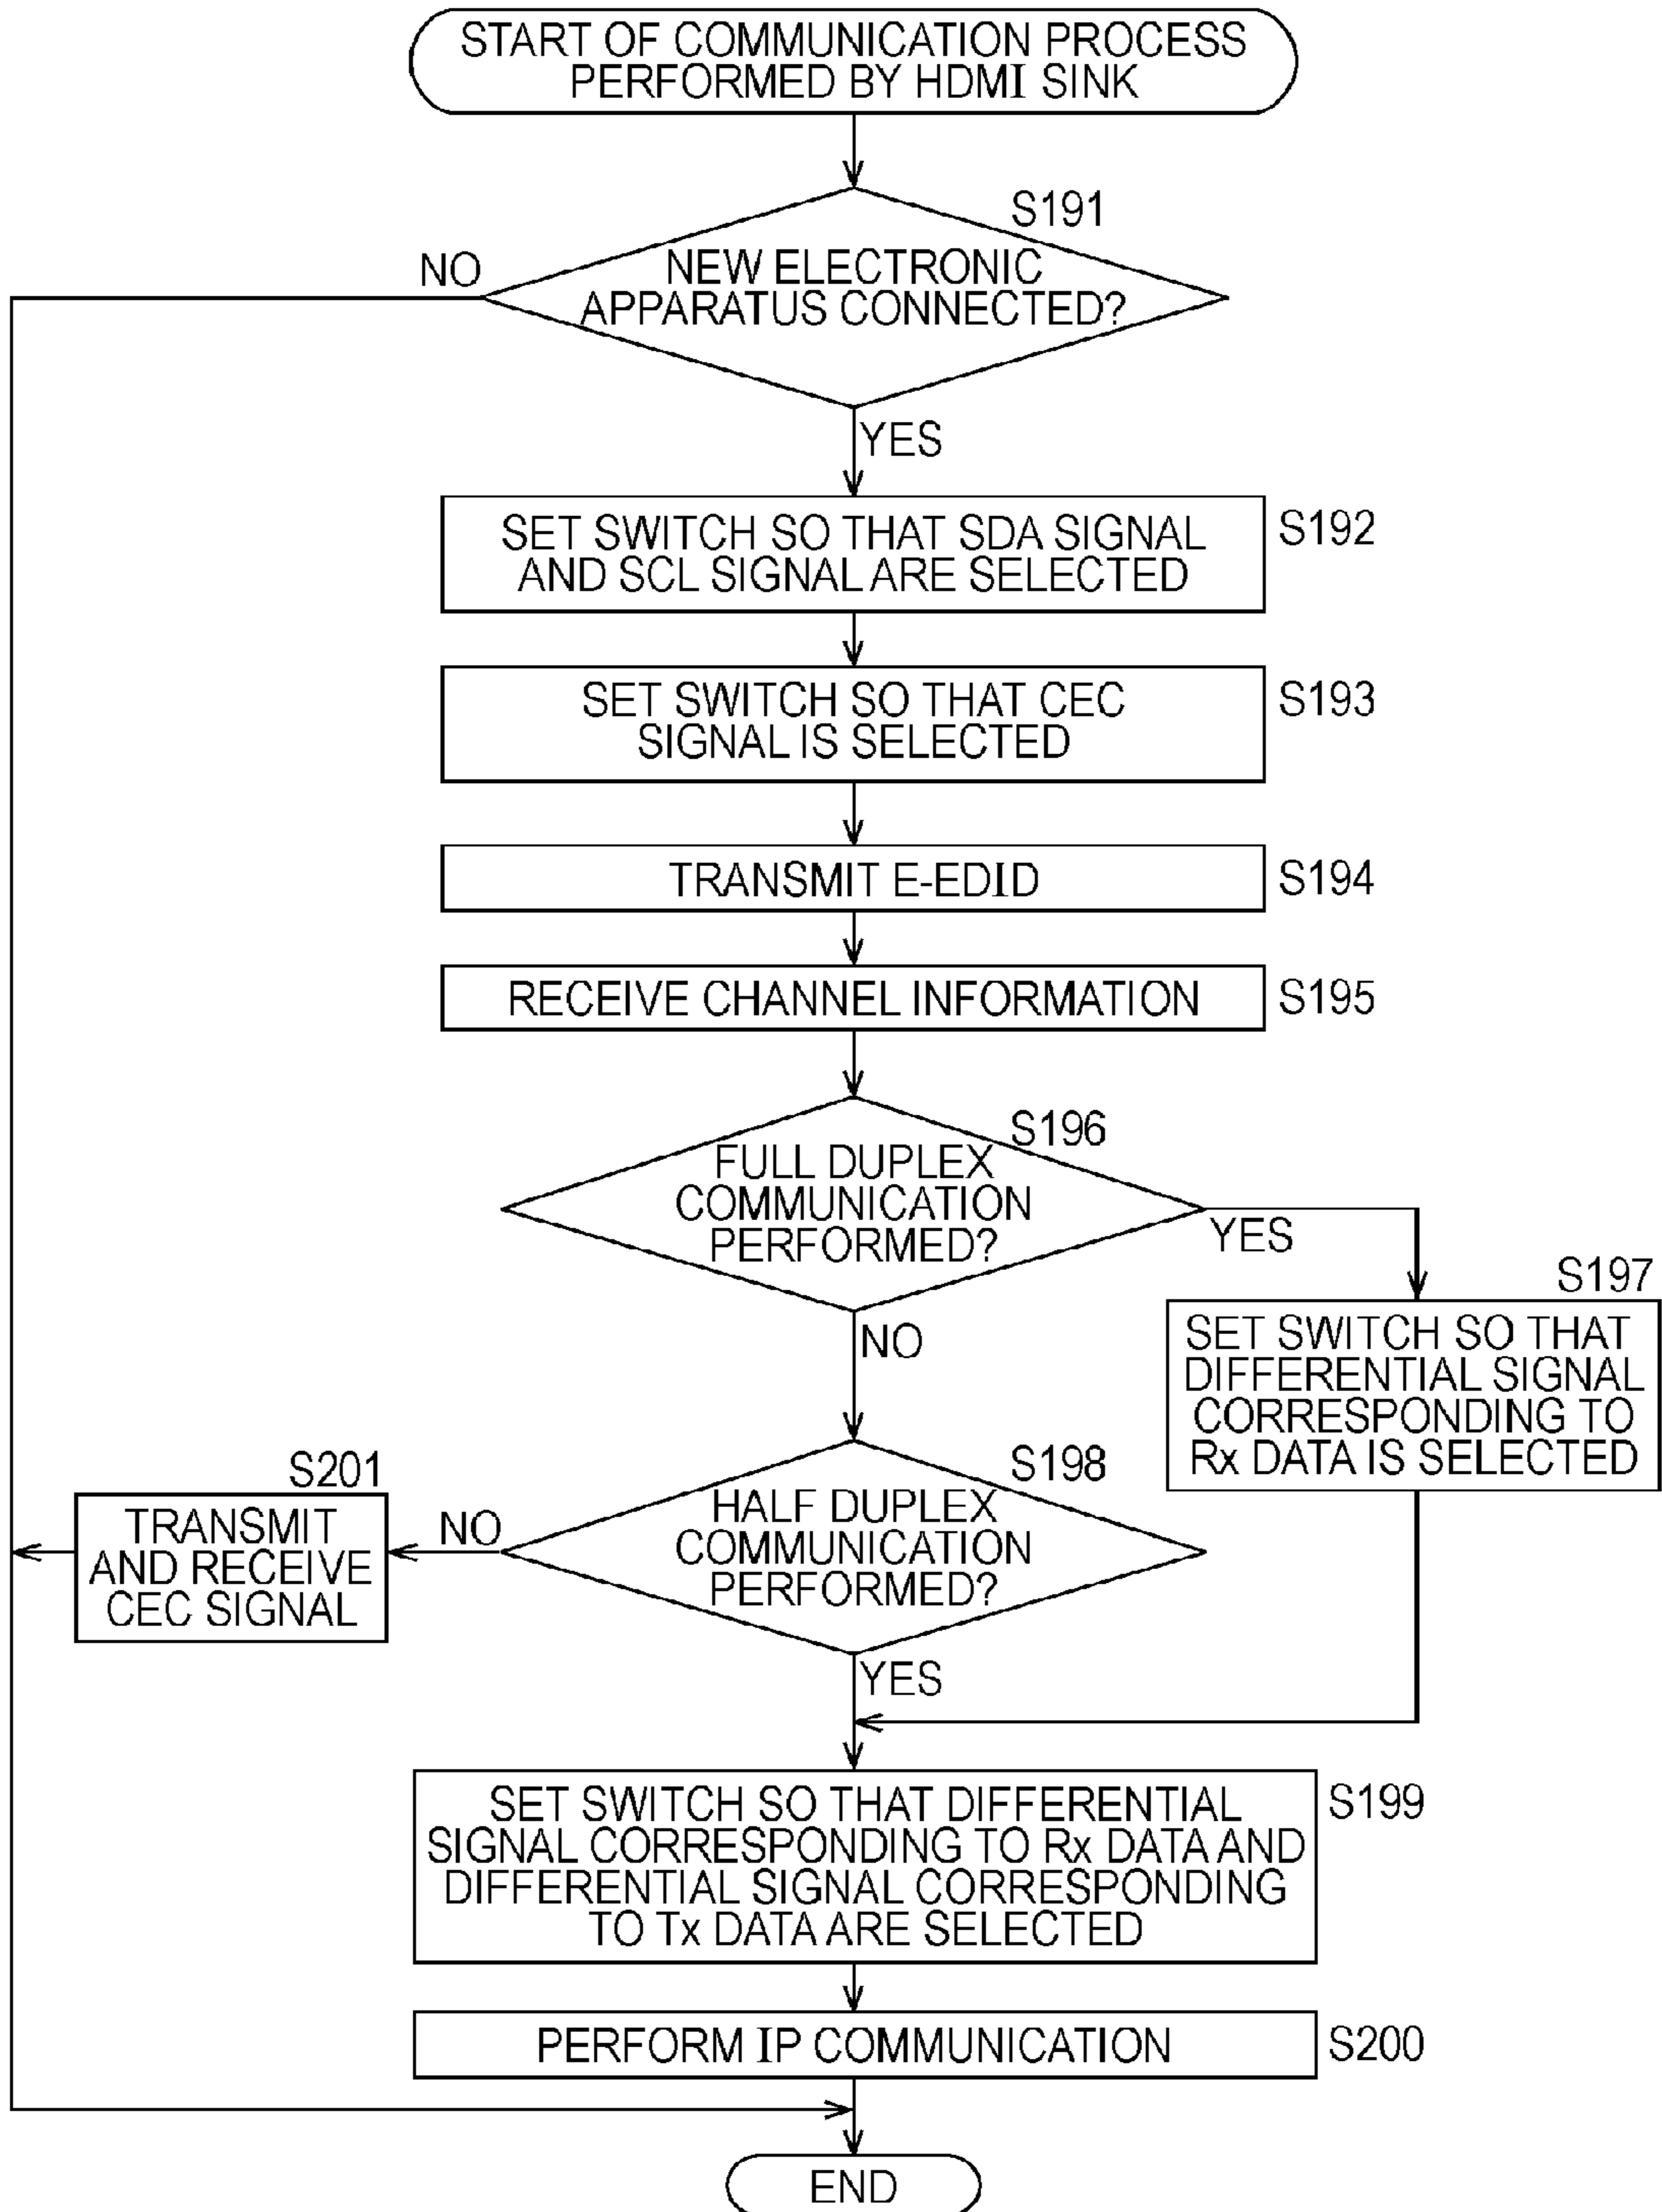 START OF COMMUNICATION PROCESS
PERFORMED BY HDMI SINK
S191
NO
NEW ELECTRONIC
APPARATUS CONNECTED?
YES
SET SWITCH SO THAT SDA SIGNAL
AND SCL SIGNAL ARE SELECTED
S192
SET SWITCH SO THAT CEC
SIGNAL IS SELECTED
S193
TRANSMIT E-EDID
S194
RECEIVE CHANNEL INFORMATION
S195
S196
FULL DUPLEX
COMMUNICATION
PERFORMED?
YES
NO
S197
SET SWITCH SO THAT
DIFFERENTIAL SIGNAL
CORRESPONDING TO
Rx DATA IS SELECTED
S198
HALF DUPLEX
COMMUNICATION
PERFORMED?
NO
S201
TRANSMIT
AND RECEIVE
CEC SIGNAL
YES
SET SWITCH SO THAT DIFFERENTIAL
SIGNAL CORRESPONDING TO Rx DATA AND
DIFFERENTIAL SIGNAL CORRESPONDING
TO Tx DATA ARE SELECTED
S199
PERFORM IP COMMUNICATION
S200
END